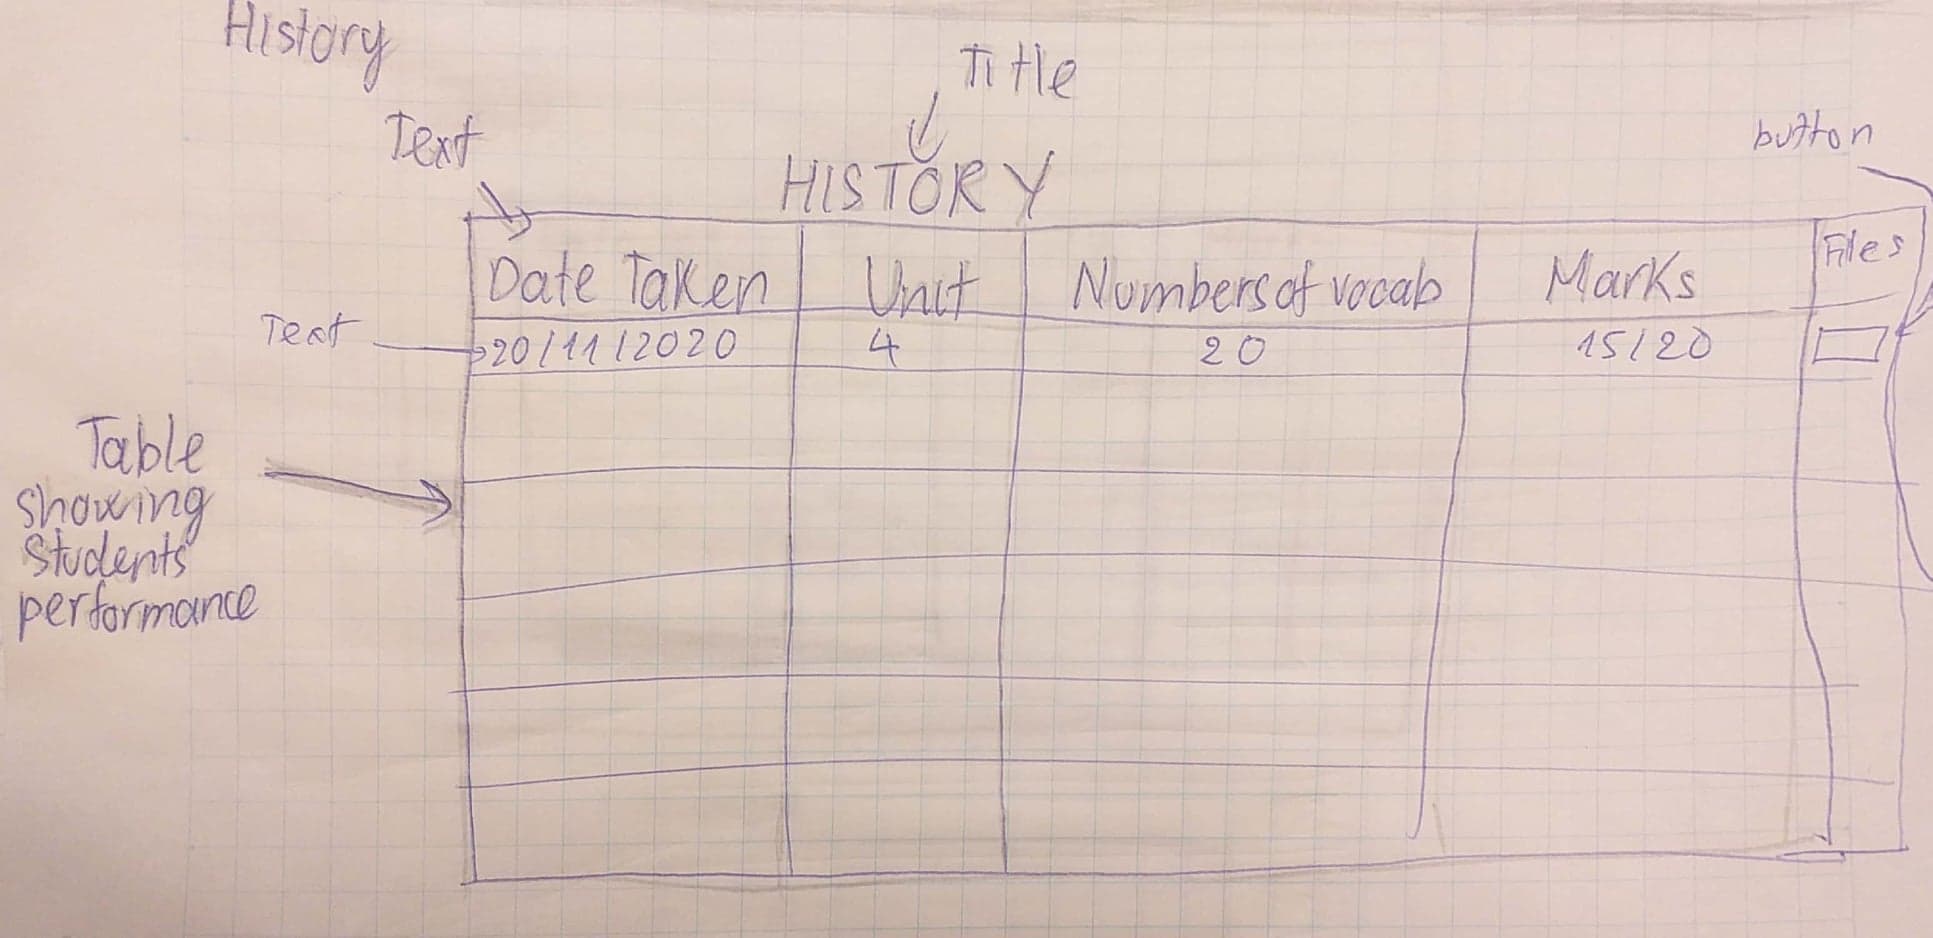 History
Title
Text
button
HISTORY
Date Taken Unit Numbers of vocab Marks Files
Text 20/11/2020 4 20 15/20
Table
showing
students'
performance